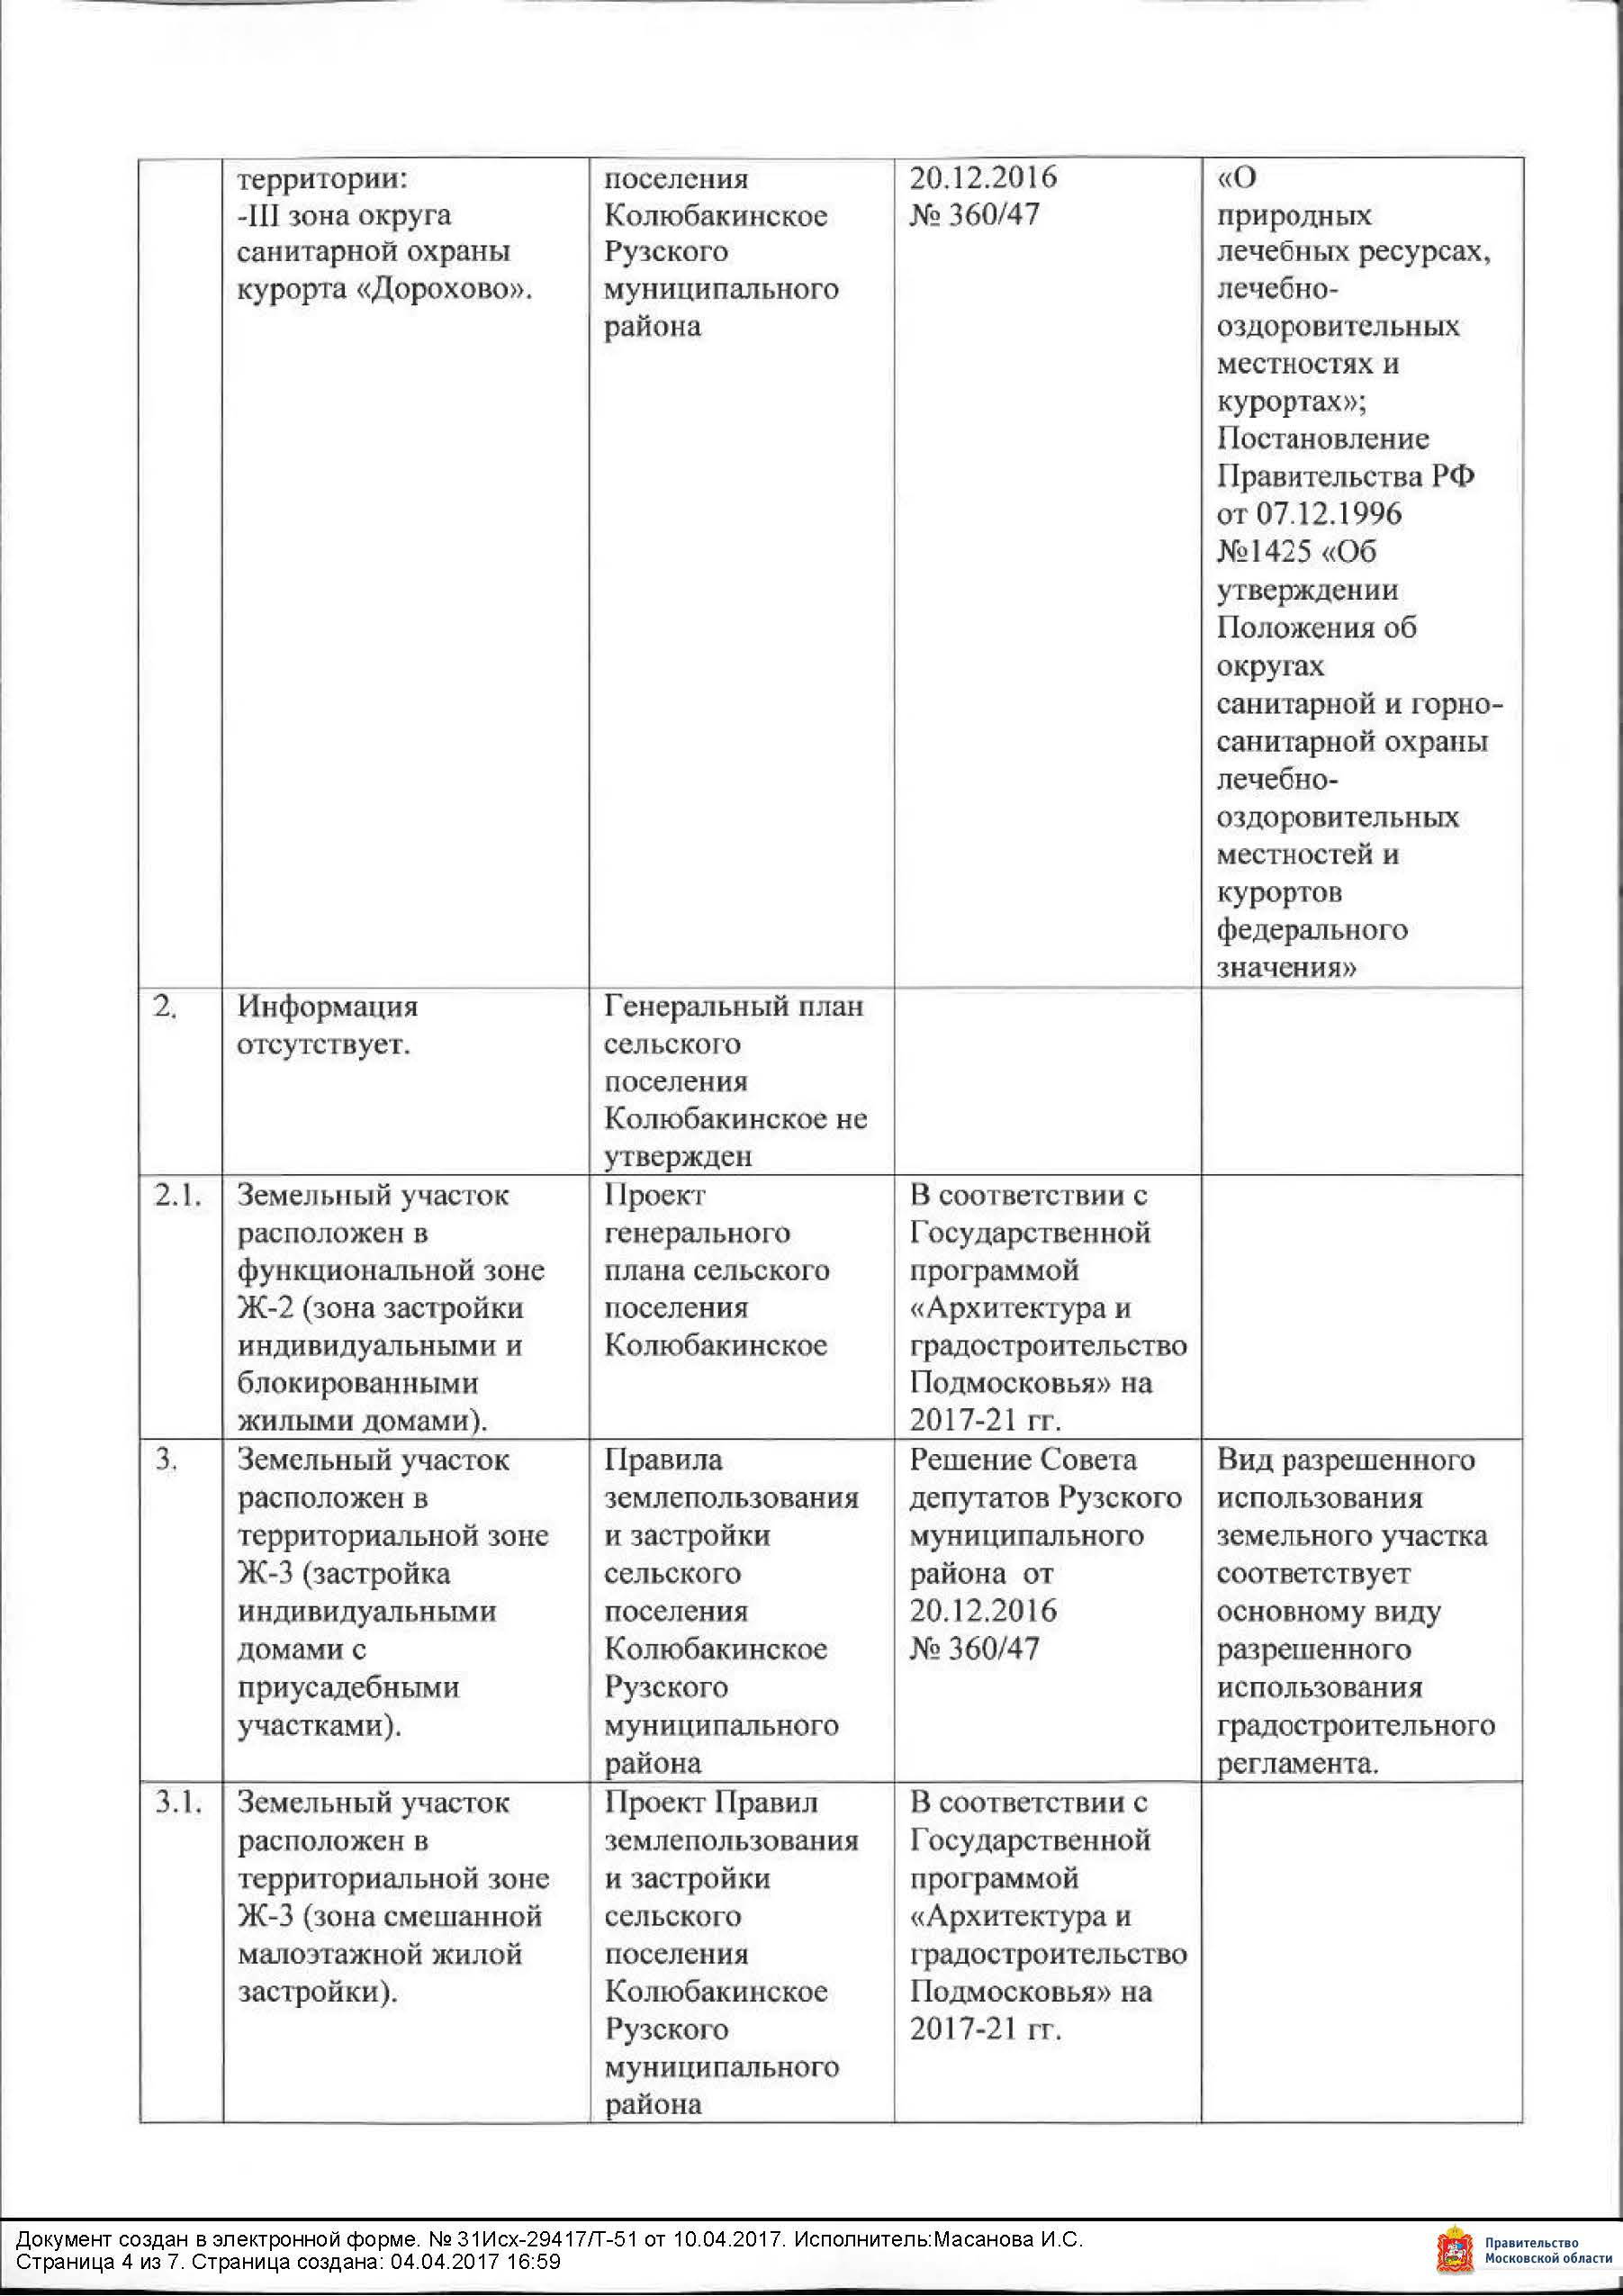 территории:
-III зона округа
санитарной охраны
курорта «Дорохово».
поселения
Колюбакинское
Рузского
муниципального
района
20.12.2016
№ 360/47
«О
природных
лечебных ресурсах,
лечебно-
оздоровительных
местностях и
курортах»;
Постановление
Правительства РФ
от 07.12.1996
№1425 «Об
утверждении
Положения об
округах
санитарной и горно-
санитарной охраны
лечебно-
оздоровительных
местностей и
курортов
федерального
значения»
2.
Информация
отсутствует.
Генеральный план
сельского
поселения
Колюбакинское не
утвержден
2.1.
Земельный участок
расположен в
функциональной зоне
Ж-2 (зона застройки
индивидуальными и
блокированными
жилыми домами).
Проект
генерального
плана сельского
поселения
Колюбакинское
В соответствии с
Государственной
программой
«Архитектура и
градостроительство
Подмосковья» на
2017-21 гг.
3.
Земельный участок
расположен в
территориальной зоне
Ж-3 (застройка
индивидуальными
домами с
приусадебными
участками).
Правила
землепользования
и застройки
сельского
поселения
Колюбакинское
Рузского
муниципального
района
Решение Совета
депутатов Рузского
муниципального
района от
20.12.2016
№ 360/47
Вид разрешенного
использования
земельного участка
соответствует
основному виду
разрешенного
использования
градостроительного
регламента.
3.1.
Земельный участок
расположен в
территориальной зоне
Ж-3 (зона смешанной
малоэтажной жилой
застройки).
Проект Правил
землепользования
и застройки
сельского
поселения
Колюбакинское
Рузского
муниципального
района
В соответствии с
Государственной
программой
«Архитектура и
градостроительство
Подмосковья» на
2017-21 гг.
Документ создан в электронной форме. № 31Исх-29417/Т-51 от 10.04.2017. Исполнитель:Масанова И.С.
Страница 4 из 7. Страница создана: 04.04.2017 16:59
Правительство
Московской области